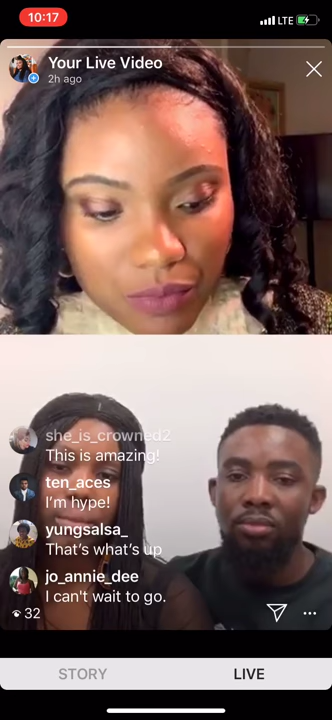 10:17
LTE
Your Live Video
2h ago
she_is_crowned2
This is amazing!
ten_aces
I'm hype!
yungsalsa_
That's what's up
jo_annie_dee
I can't wait to go.
32
STORY
LIVE